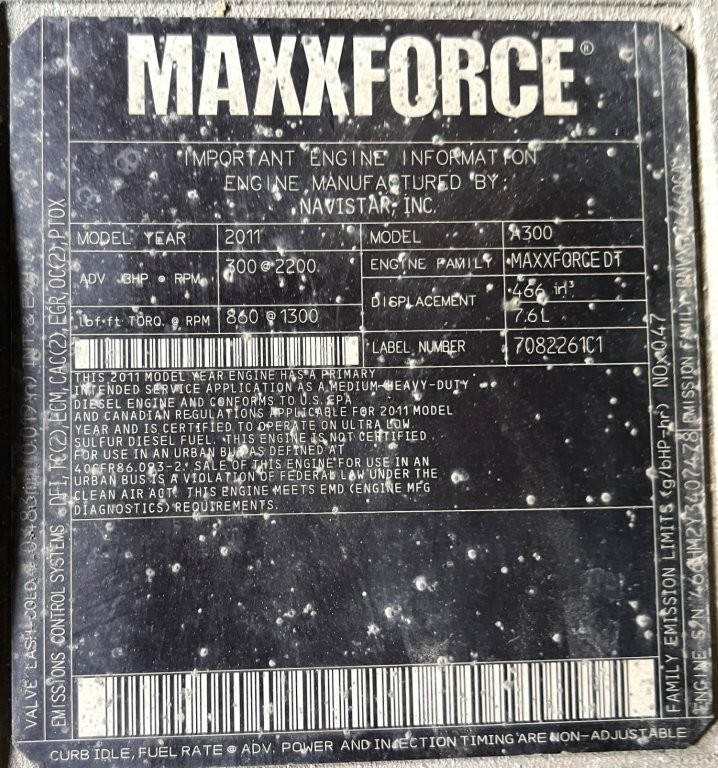 MAXXFORCE®
IMPORTANT ENGINE INFORMATION
ENGINE MANUFACTURED BY:
NAVISTAR, INC.
MODEL YEAR 2011 MODEL A300
ADV BHP @ RPM 300 @ 2200 ENGINE FAMILY MAXXFORCE DT
DISPLACEMENT 466 in³
7.6L
lbf·ft TORQ. @ RPM 860 @ 1300
LABEL NUMBER 7082261C1
THIS 2011 MODEL YEAR ENGINE HAS A PRIMARY
INTENDED SERVICE APPLICATION AS A MEDIUM-HEAVY-DUTY
DIESEL ENGINE AND CONFORMS TO U.S. EPA
AND CANADIAN REGULATIONS APPLICABLE FOR 2011 MODEL
YEAR AND IS CERTIFIED TO OPERATE ON ULTRA LOW
SULFUR DIESEL FUEL. THIS ENGINE IS NOT CERTIFIED
FOR USE IN AN URBAN BUS AS DEFINED AT
40CFR86.093-2. SALE OF THIS ENGINE FOR USE IN AN
URBAN BUS IS A VIOLATION OF FEDERAL LAW UNDER THE
CLEAN AIR ACT. THIS ENGINE MEETS EMD (ENGINE MFG
DIAGNOSTICS) REQUIREMENTS.
VALVE LASH-COLD
EMISSIONS CONTROL SYSTEMS DFI, TC(2), ECM, CAC(2), EGR, OC(2), PTOX
FAMILY EMISSION LIMITS (g/bHP-hr) NOx 0.47
ENGINE S/N 466HM2Y3407478 EMISSION FAMILY
CURB IDLE, FUEL RATE @ ADV. POWER AND INJECTION TIMING ARE NON-ADJUSTABLE